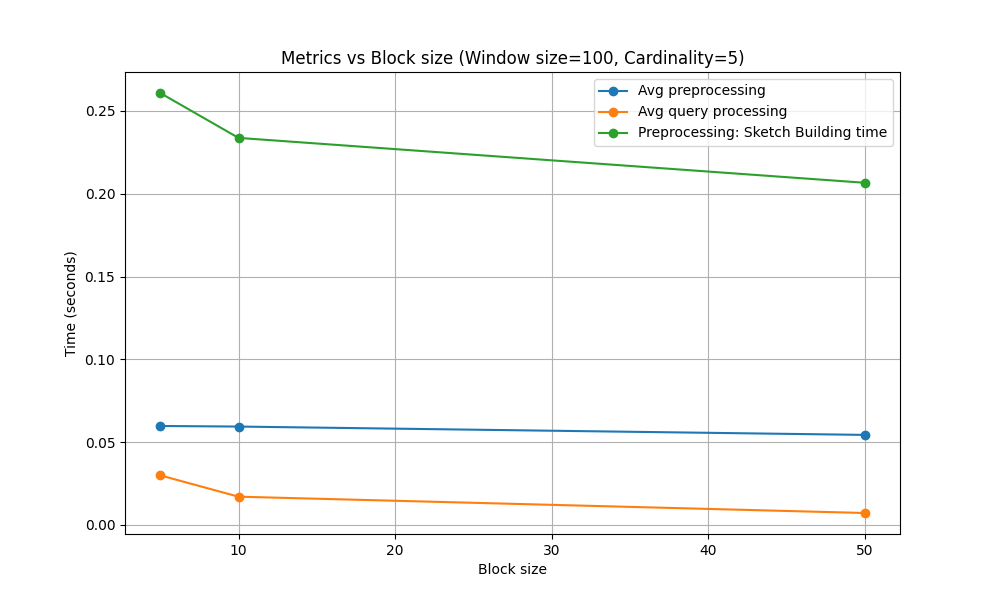 Metrics vs Block size (Window size=100, Cardinality=5)
Avg preprocessing
Avg query processing
Preprocessing: Sketch Building time
Time (seconds)
0.25
0.20
0.15
0.10
0.05
0.00
10 20 30 40 50
Block size